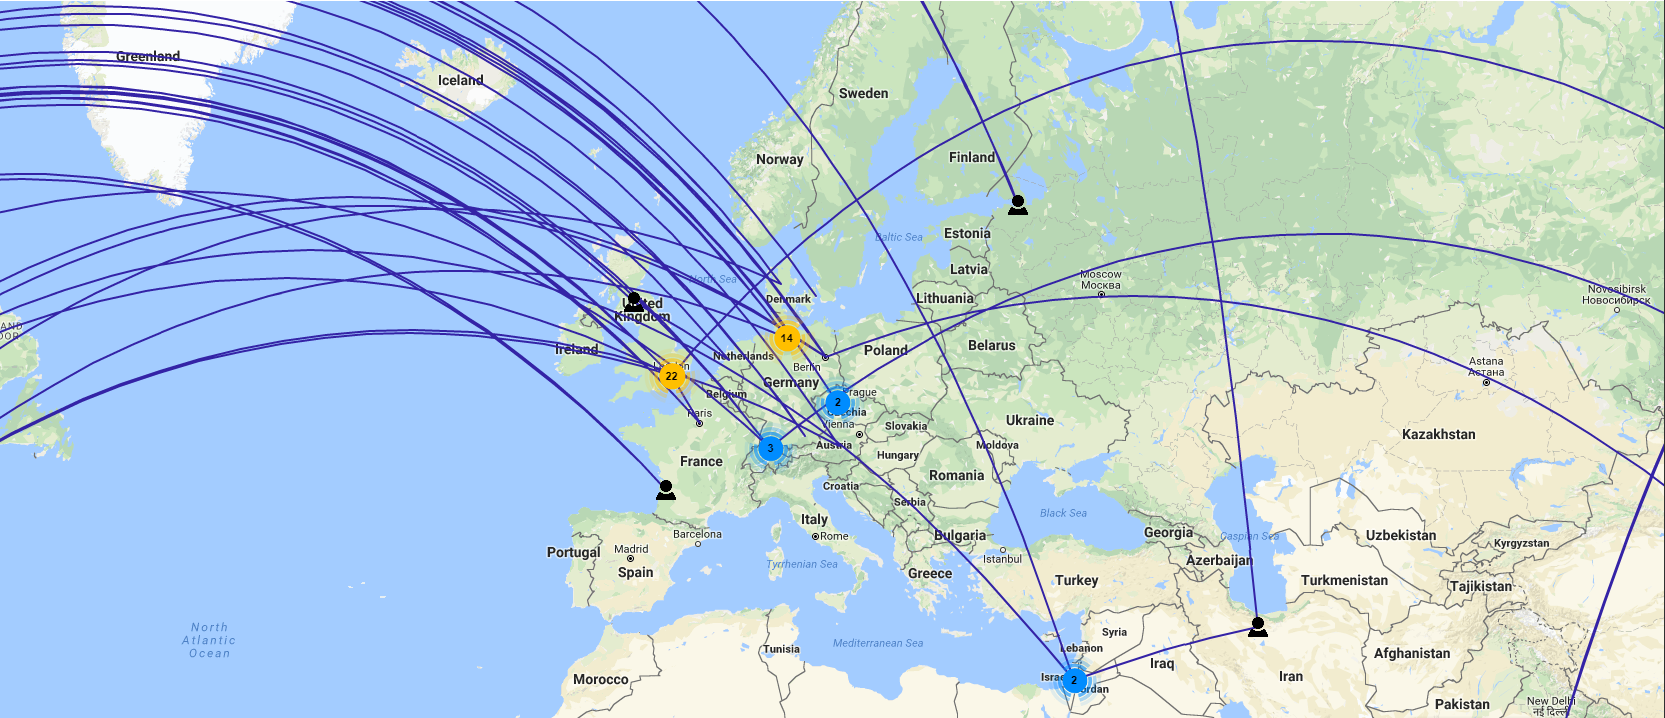 Greenland
Iceland
Sweden
Norway
Finland
Baltic Sea
Estonia
Latvia
Lithuania
Moscow
Москва
Novosibirsk
Новосибирск
North Sea
Denmark
United
Kingdom
Ireland
14
Netherlands
Berlin
Poland
Belarus
22
Germany
Belgium
Astana
Астана
2
Prague
Czechia
Paris
Vienna
Slovakia
Ukraine
Kazakhstan
3
Austria
Hungary
Moldova
France
Croatia
Romania
Serbia
Italy
Rome
Black Sea
Bulgaria
Georgia
Caspian Sea
Uzbekistan
Kyrgyzstan
Portugal
Madrid
Spain
Barcelona
Tyrrhenian Sea
Greece
Istanbul
Turkey
Azerbaijan
Turkmenistan
Tajikistan
North
Atlantic
Ocean
Morocco
Tunisia
Mediterranean Sea
Syria
Lebanon
Iraq
Isra
2
rdan
Iran
Afghanistan
Pakistan
New Delhi
नई दिल्ली